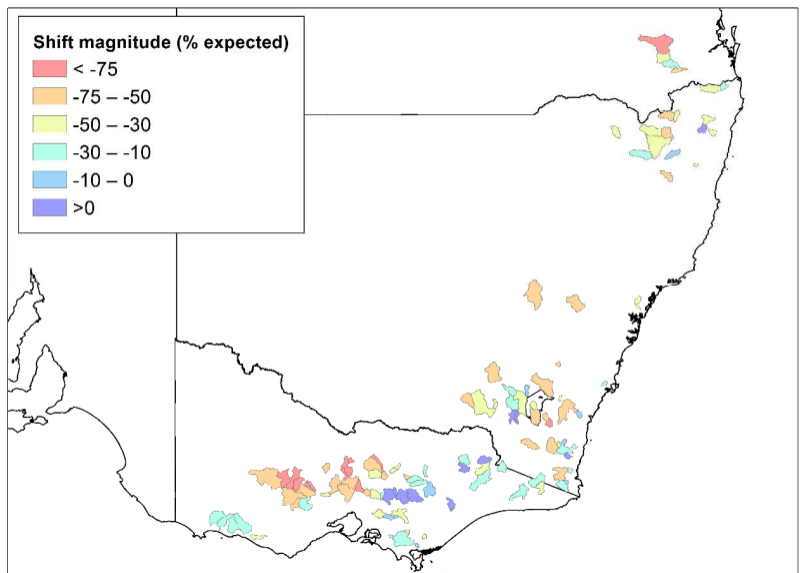 Shift magnitude (% expected)
< -75
-75 – -50
-50 – -30
-30 – -10
-10 – 0
>0